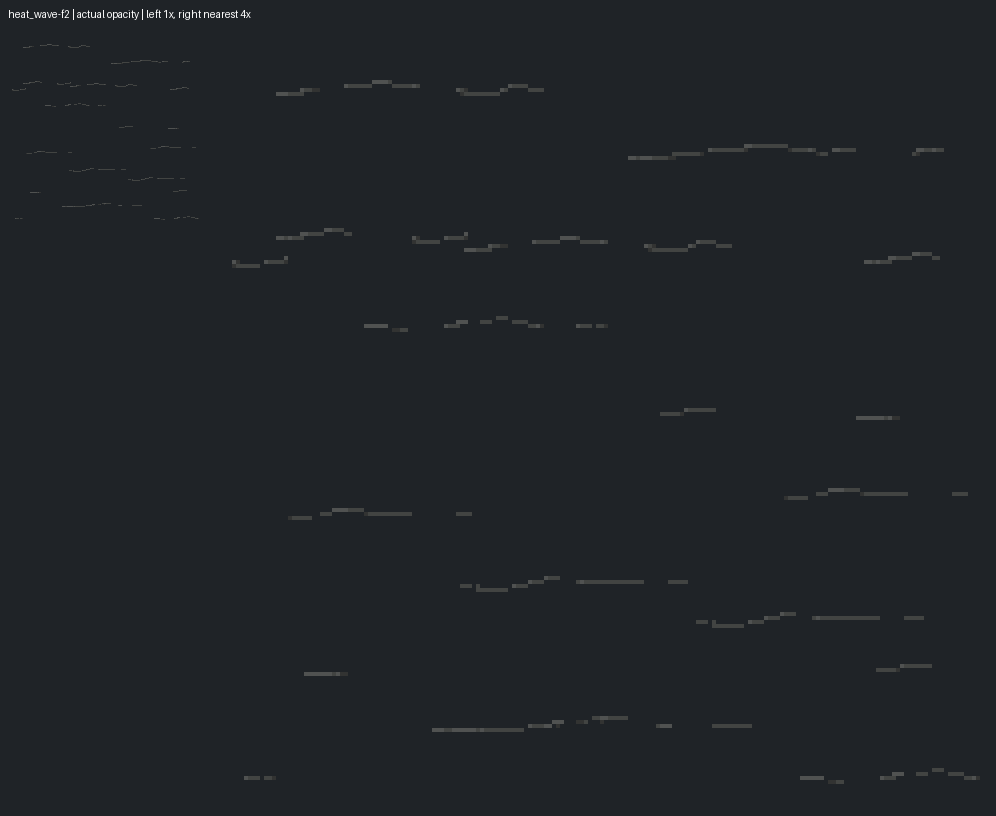 heat_wave-f2 | actual opacity | left 1x, right nearest 4x